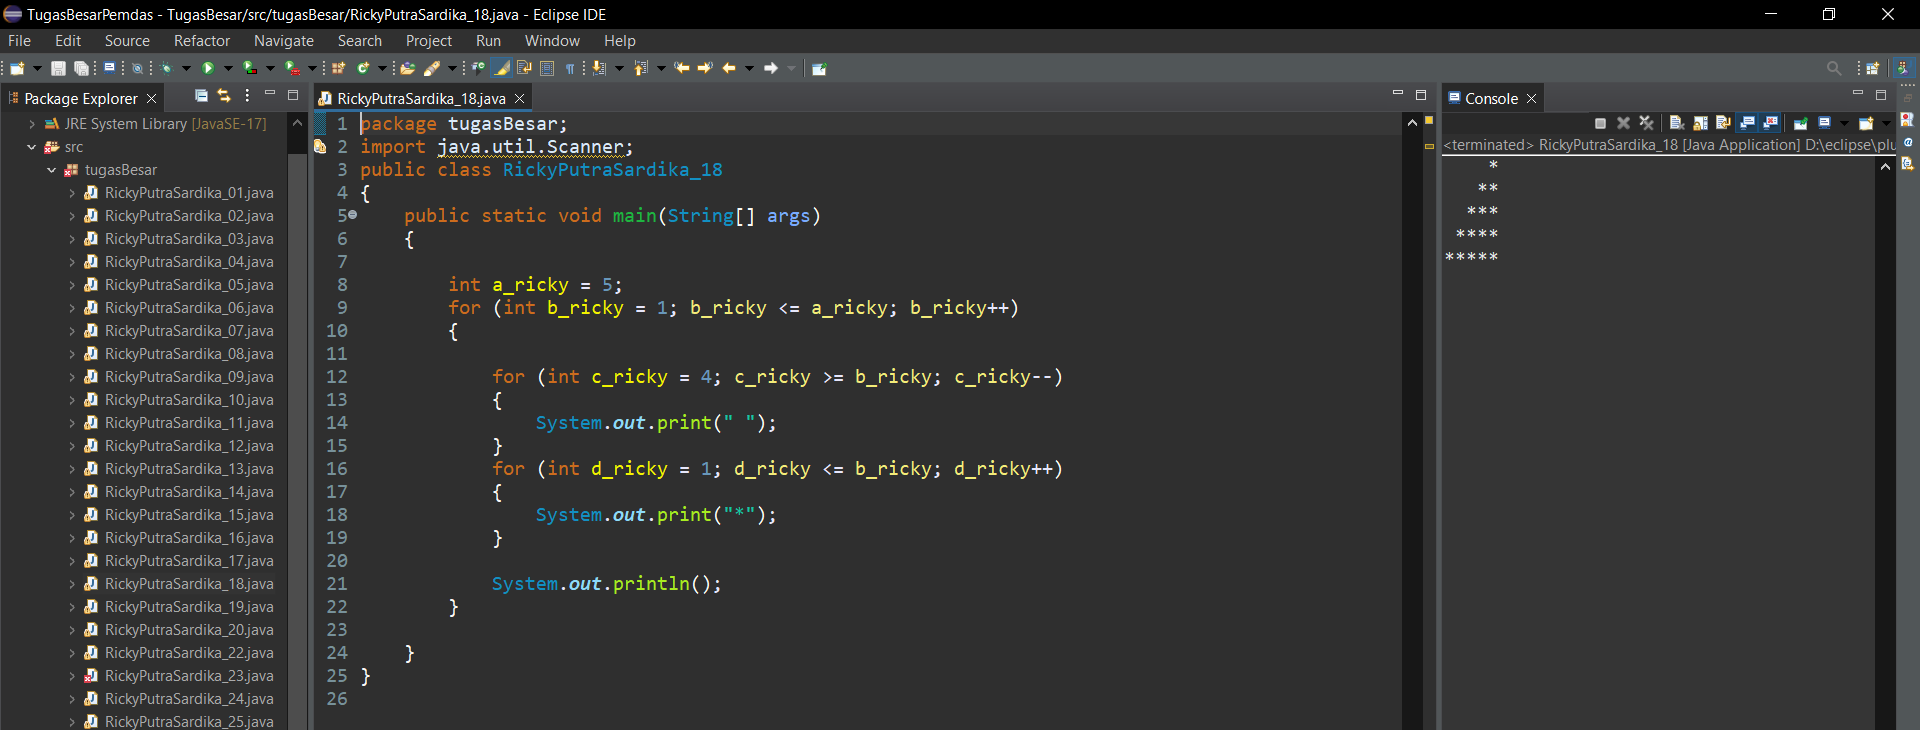 TugasBesarPemdas - TugasBesar/src/tugasBesar/RickyPutraSardika_18.java - Eclipse IDE
File Edit Source Refactor Navigate Search Project Run Window Help
Package Explorer
JRE System Library [JavaSE-17]
src
tugasBesar
RickyPutraSardika_01.java
RickyPutraSardika_02.java
RickyPutraSardika_03.java
RickyPutraSardika_04.java
RickyPutraSardika_05.java
RickyPutraSardika_06.java
RickyPutraSardika_07.java
RickyPutraSardika_08.java
RickyPutraSardika_09.java
RickyPutraSardika_10.java
RickyPutraSardika_11.java
RickyPutraSardika_12.java
RickyPutraSardika_13.java
RickyPutraSardika_14.java
RickyPutraSardika_15.java
RickyPutraSardika_16.java
RickyPutraSardika_17.java
RickyPutraSardika_18.java
RickyPutraSardika_19.java
RickyPutraSardika_20.java
RickyPutraSardika_22.java
RickyPutraSardika_23.java
RickyPutraSardika_24.java
RickyPutraSardika_25.java
RickyPutraSardika_18.java
1 package tugasBesar;
2 import java.util.Scanner;
3 public class RickyPutraSardika_18
4 {
5     public static void main(String[] args)
6     {
7
8         int a_ricky = 5;
9         for (int b_ricky = 1; b_ricky <= a_ricky; b_ricky++)
10         {
11
12             for (int c_ricky = 4; c_ricky >= b_ricky; c_ricky--)
13             {
14                 System.out.print(" ");
15             }
16             for (int d_ricky = 1; d_ricky <= b_ricky; d_ricky++)
17             {
18                 System.out.print("*");
19             }
20
21             System.out.println();
22         }
23
24     }
25 }
26
Console
<terminated> RickyPutraSardika_18 [Java Application] D:\eclipse\plu
    *
   **
  ***
 ****
*****